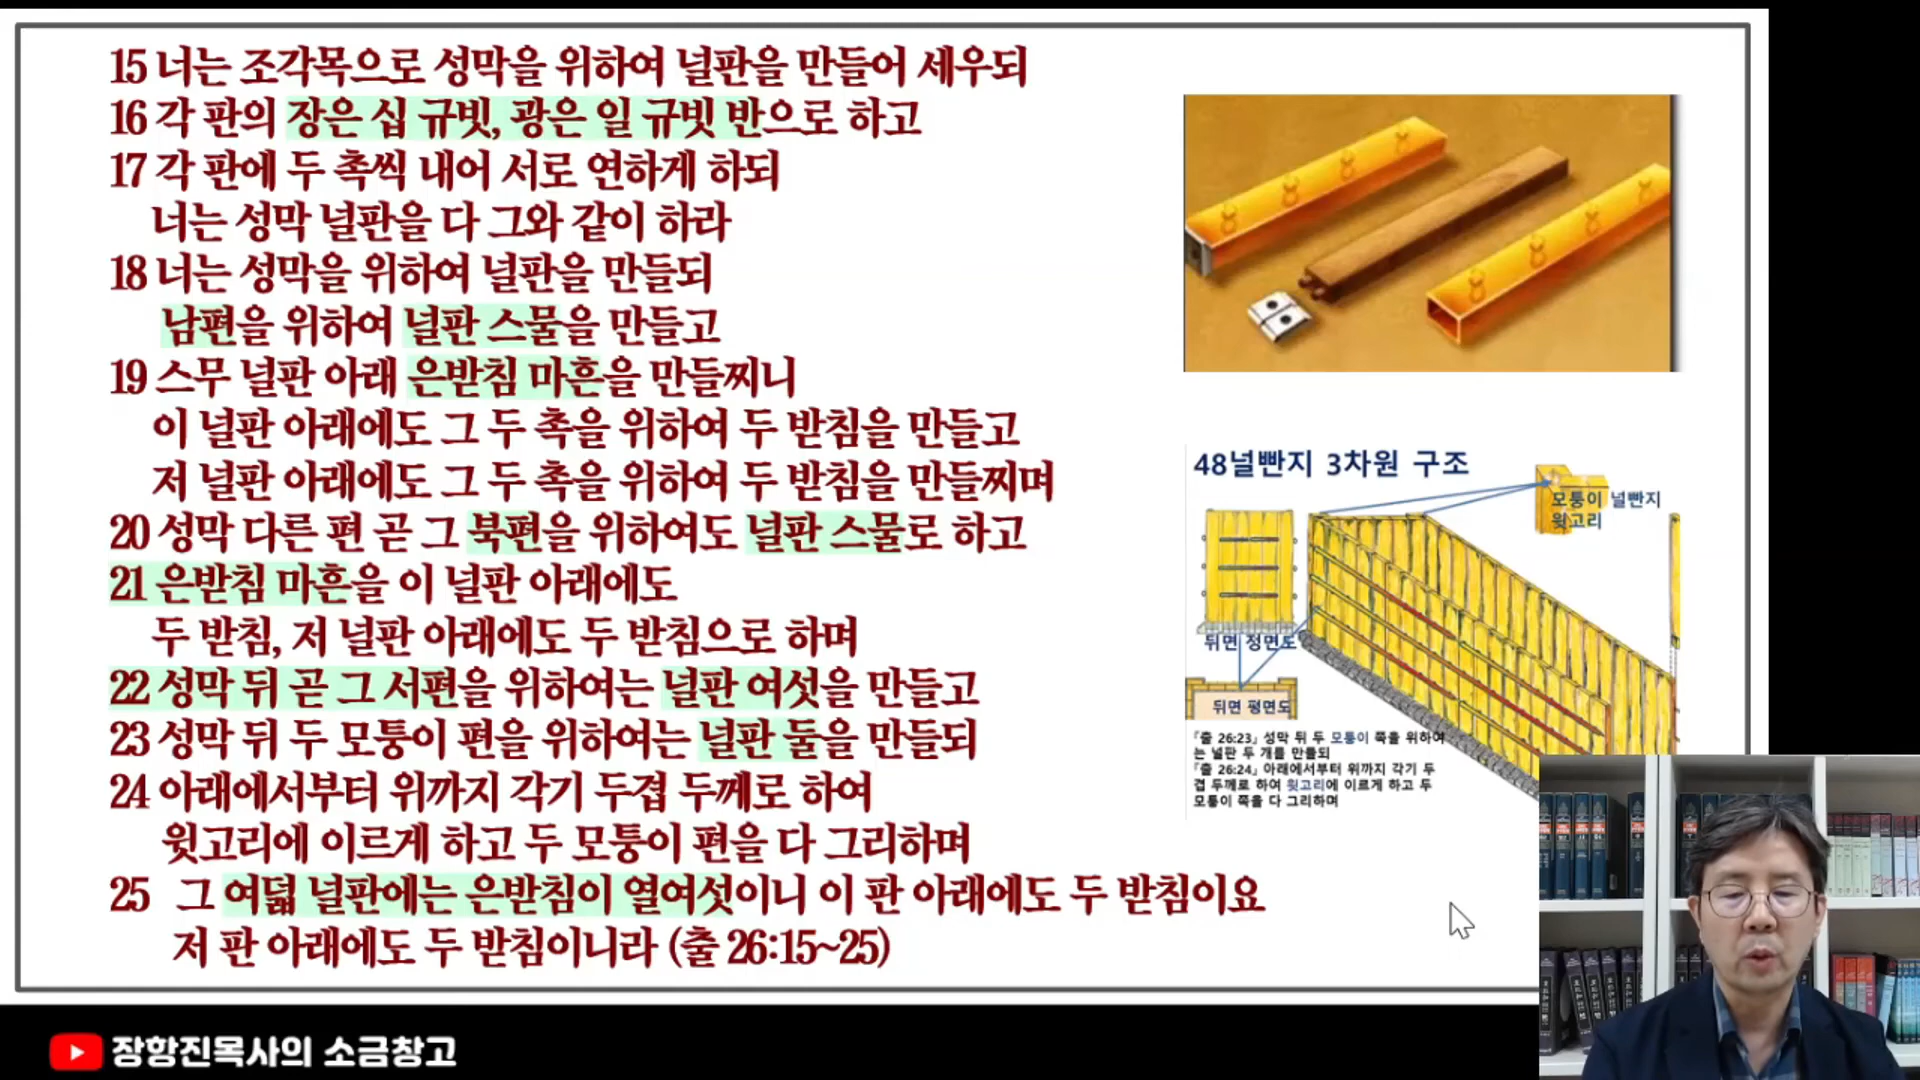 15 너는 조각목으로 성막을 위하여 널판을 만들어 세우되
16 각 판의 장은 십 규빗, 광은 일 규빗 반으로 하고
17 각 판에 두 촉씩 내어 서로 연하게 하되
너는 성막 널판을 다 그와 같이 하라
18 너는 성막을 위하여 널판을 만들되
남편을 위하여 널판 스물을 만들고
19 스무 널판 아래 은받침 마흔을 만들찌니
이 널판 아래에도 그 두 촉을 위하여 두 받침을 만들고
저 널판 아래에도 그 두 촉을 위하여 두 받침을 만들찌며
20 성막 다른 편 곧 그 북편을 위하여도 널판 스물로 하고
21 은받침 마흔을 이 널판 아래에도
두 받침, 저 널판 아래에도 두 받침으로 하며
22 성막 뒤 곧 그 서편을 위하여는 널판 여섯을 만들고
23 성막 뒤 두 모퉁이 편을 위하여는 널판 둘을 만들되
24 아래에서부터 위까지 각기 두겹 두께로 하여
윗고리에 이르게 하고 두 모퉁이 편을 다 그리하며
25 그 여덟 널판에는 은받침이 열여섯이니 이 판 아래에도 두 받침이요
저 판 아래에도 두 받침이니라 (출 26:15~25)
48널빤지 3차원 구조
모퉁이 널빤지
윗고리
뒤면 정면도
뒤면 평면도
「출 26:23」 성막 뒤 두 모퉁이 쪽을 위하여
는 널판 두 개를 만들되
「출 26:24」 아래에서부터 위까지 각기 두
겹 두께로 하여 윗고리에 이르게 하고 두
모퉁이 쪽을 다 그리하며
장항진목사의 소금창고